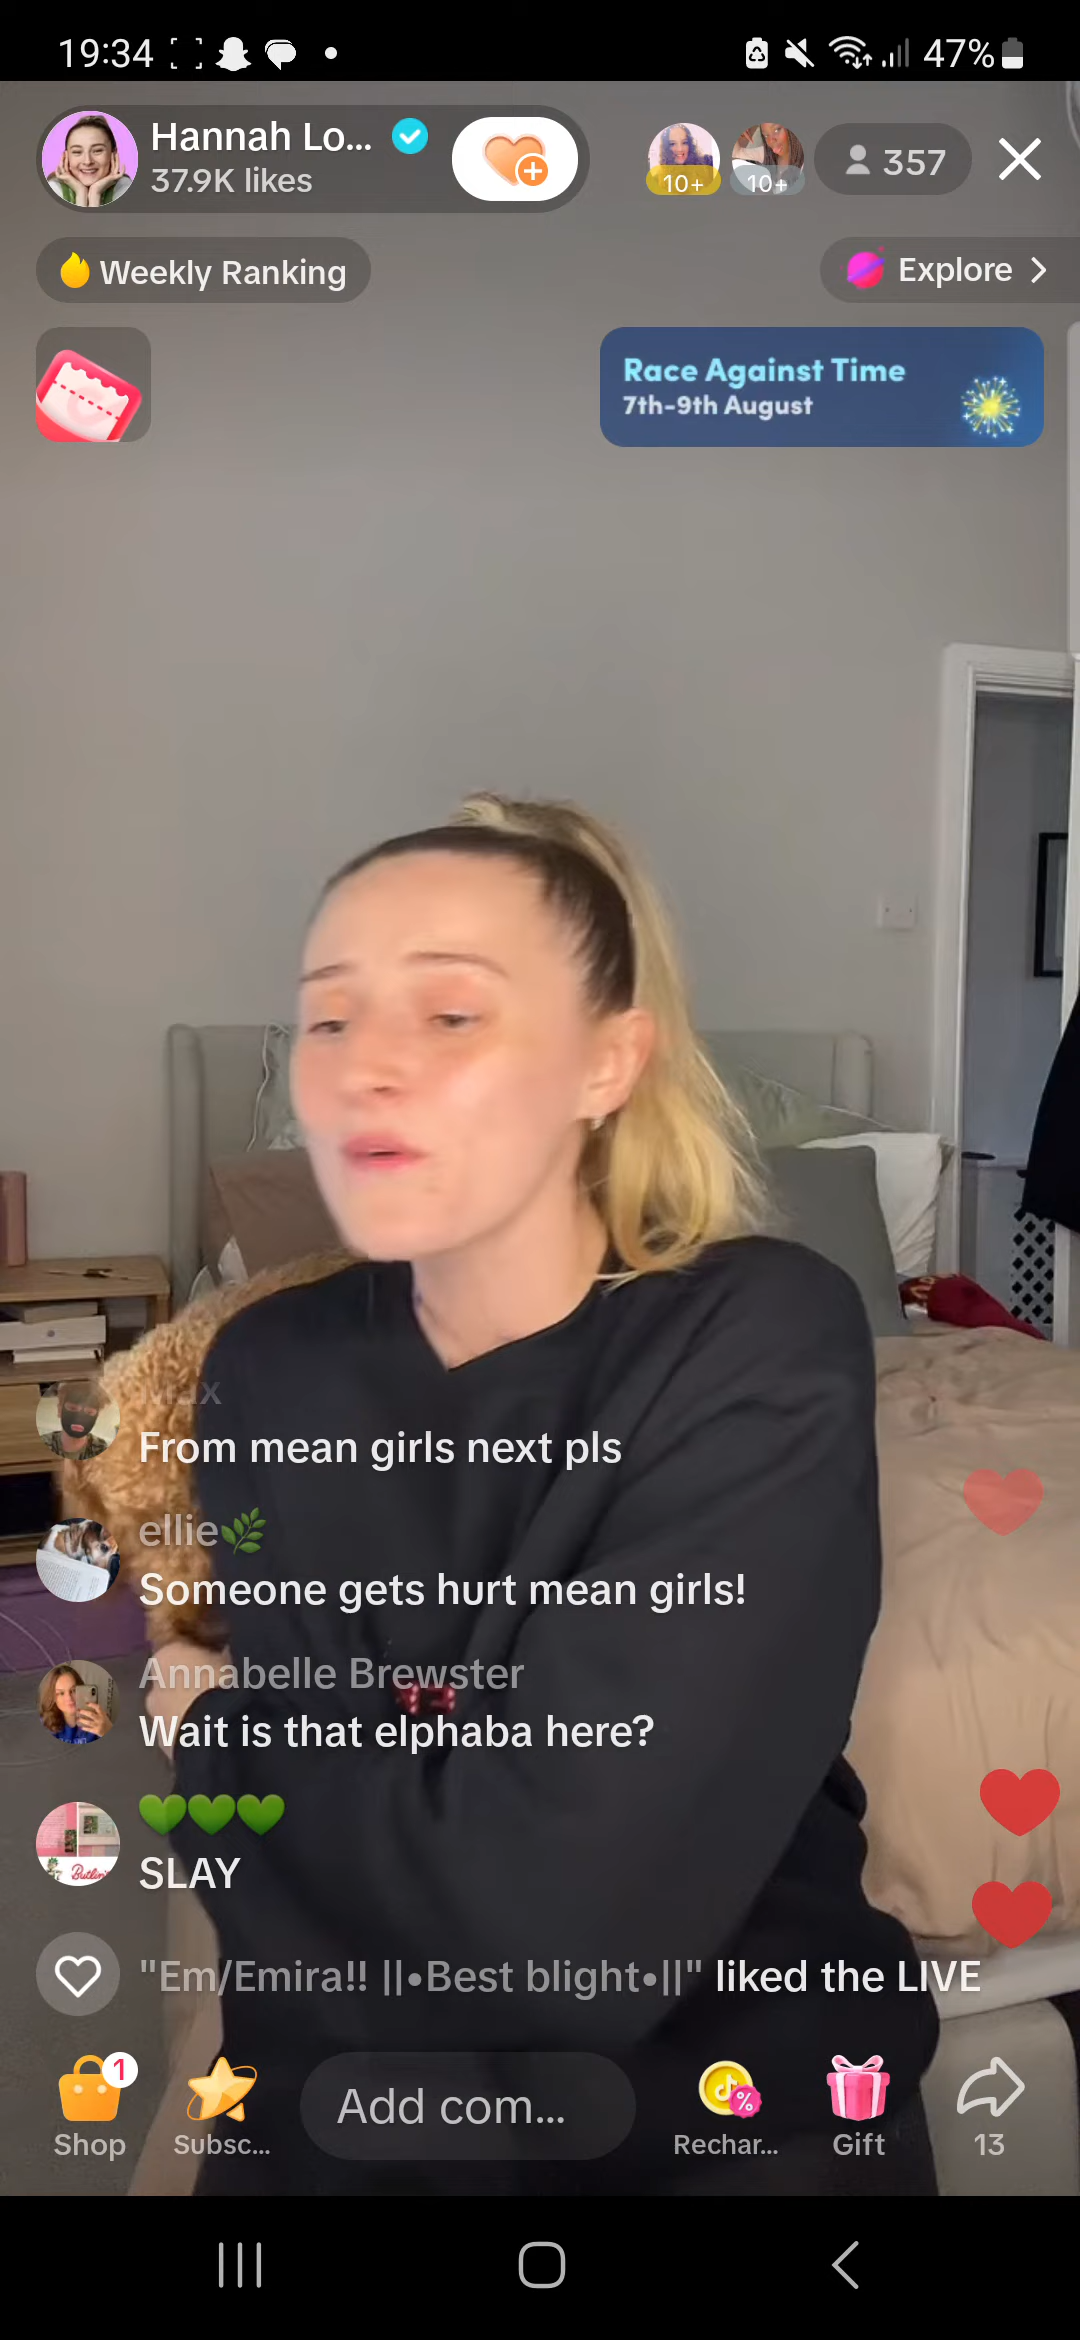 19:34
47%
Hannah Lo...
37.9K likes
10+
10+
357
Weekly Ranking
Explore
Race Against Time
7th-9th August
Max
From mean girls next pls
ellie🌿
Someone gets hurt mean girls!
Annabelle Brewster
Wait is that elphaba here?
💚💚💚
SLAY
"Em/Emira!! ||•Best blight•||" liked the LIVE
1
%
Add com...
Shop
Subsc...
Rechar...
Gift
13